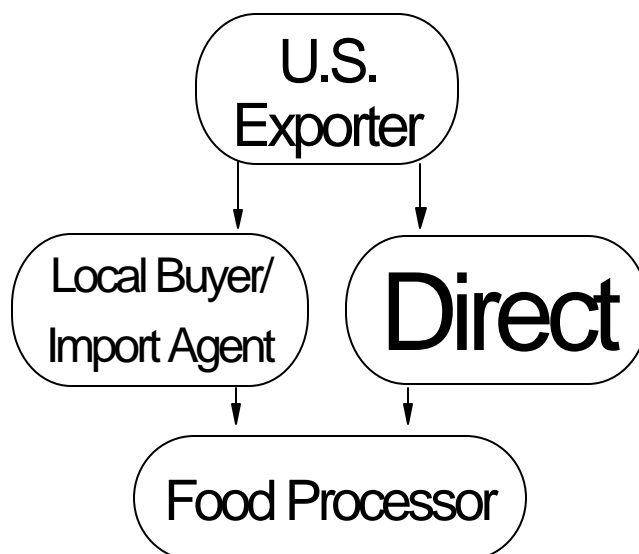 U.S.
Exporter
Local Buyer/
Import Agent
Direct
Food Processor